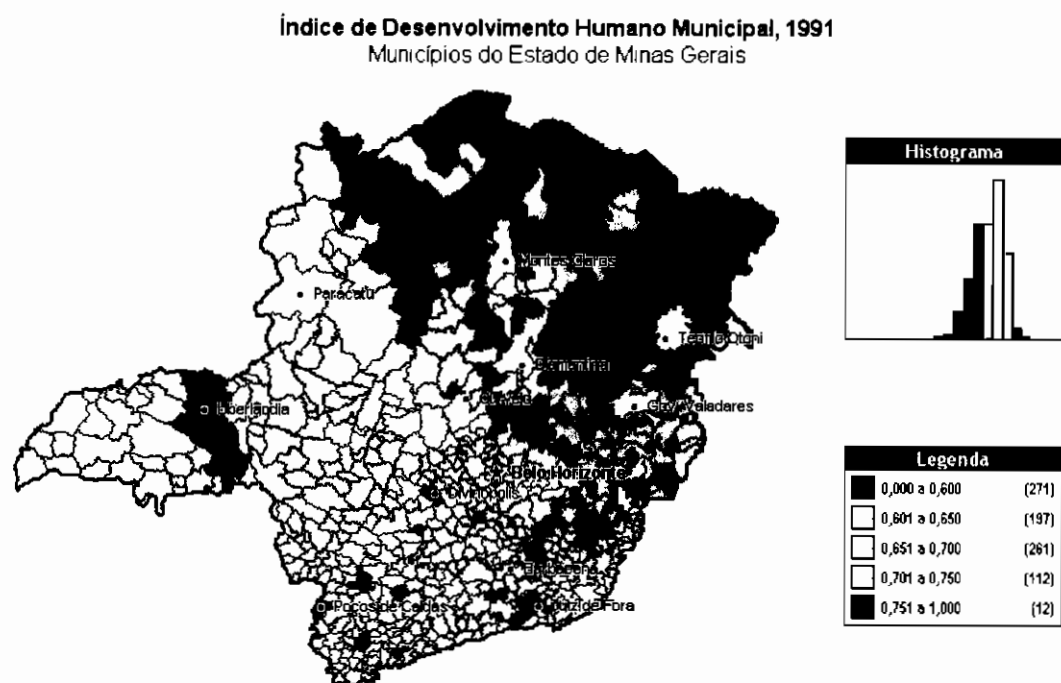 Índice de Desenvolvimento Humano Municipal, 1991
Municípios do Estado de Minas Gerais
Histograma
Montes Claros
Paracatu
Teófilo Otoni
Diamantina
Uberlândia
Gov. Valadares
Belo Horizonte
Divinópolis
Barbacena
Poços de Caldas
Juiz de Fora
Legenda
0,000 a 0,600 (271)
0,601 a 0,650 (197)
0,651 a 0,700 (261)
0,701 a 0,750 (112)
0,751 a 1,000 (12)